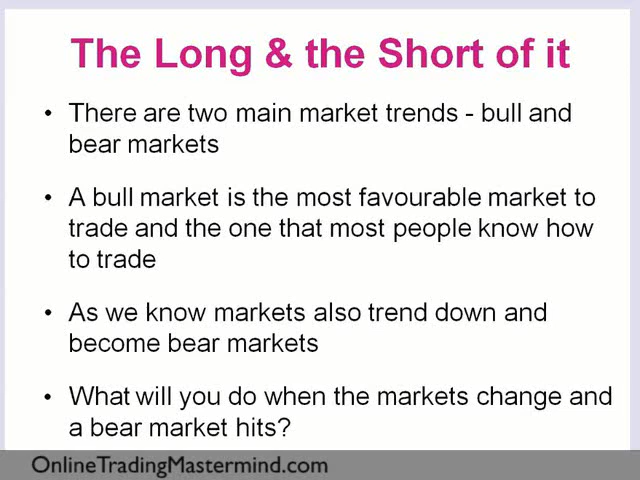 The Long & the Short of it
• There are two main market trends - bull and
bear markets
• A bull market is the most favourable market to
trade and the one that most people know how
to trade
• As we know markets also trend down and
become bear markets
• What will you do when the markets change and
a bear market hits?
OnlineTradingMastermind.com